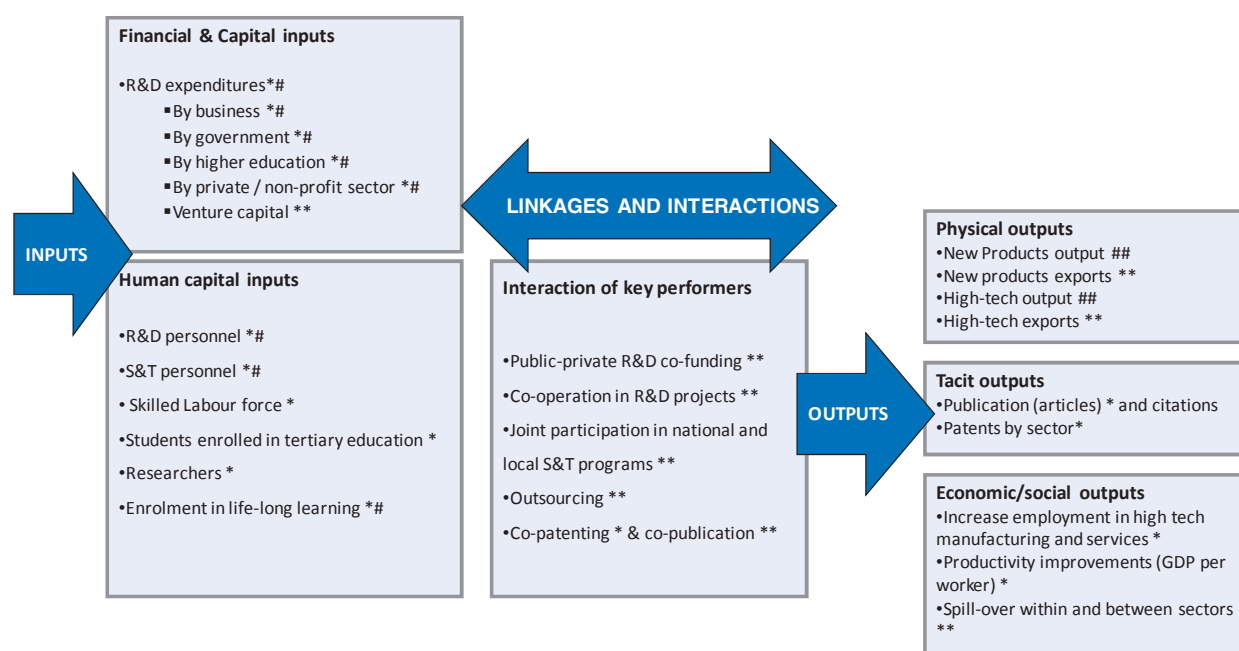 Financial & Capital inputs
•R&D expenditures*#
▪By business *#
▪By government *#
▪By higher education *#
▪By private / non-profit sector *#
▪Venture capital **
INPUTS
Human capital inputs
•R&D personnel *#
•S&T personnel *#
• Skilled Labour force *
•Students enrolled in tertiary education *
•Researchers *
•Enrolment in life-long learning *#
LINKAGES AND INTERACTIONS
Interaction of key performers
•Public-private R&D co-funding **
•Co-operation in R&D projects **
•Joint participation in national and
local S&T programs **
•Outsourcing **
•Co-patenting * & co-publication **
OUTPUTS
Physical outputs
•New Products output ##
•New products exports **
•High-tech output ##
•High-tech exports **
Tacit outputs
•Publication (articles) * and citations
•Patents by sector*
Economic/social outputs
•Increase employment in high tech
manufacturing and services *
•Productivity improvements (GDP per
worker) *
•Spill-over within and between sectors
**